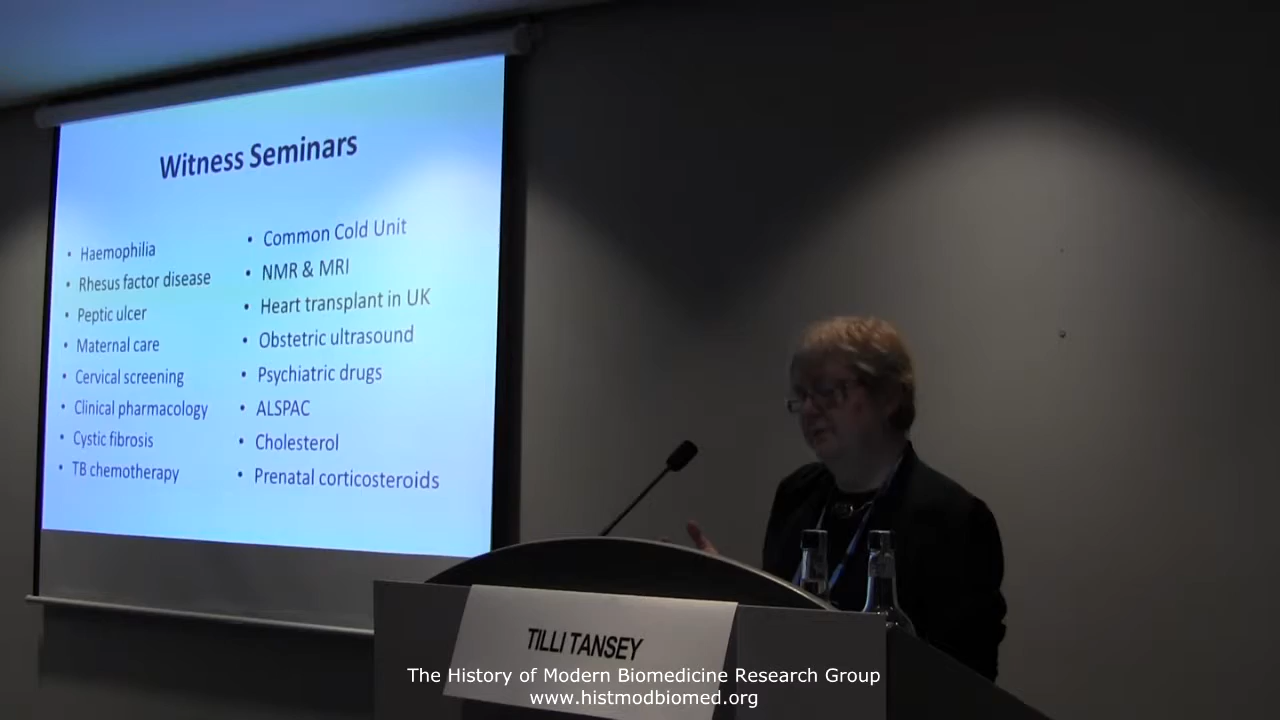 Witness Seminars
• Haemophilia
• Rhesus factor disease
• Peptic ulcer
• Maternal care
• Cervical screening
• Clinical pharmacology
• Cystic fibrosis
• TB chemotherapy
• Common Cold Unit
• NMR & MRI
• Heart transplant in UK
• Obstetric ultrasound
• Psychiatric drugs
• ALSPAC
• Cholesterol
• Prenatal corticosteroids
TILLI TANSEY
The History of Modern Biomedicine Research Group
www.histmodbiomed.org